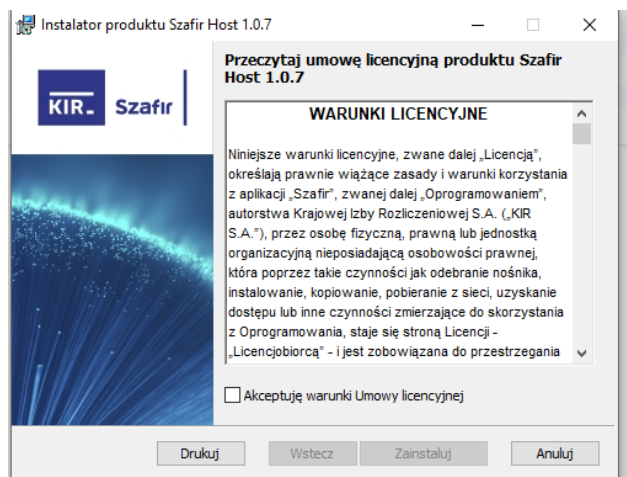 Instalator produktu Szafir Host 1.0.7
KIR Szafir
Przeczytaj umowę licencyjną produktu Szafir
Host 1.0.7
WARUNKI LICENCYJNE
Niniejsze warunki licencyjne, zwane dalej „Licencją”,
określają prawnie wiążące zasady i warunki korzystania
z aplikacji „Szafir”, zwanej dalej „Oprogramowaniem”,
autorstwa Krajowej Izby Rozliczeniowej S.A. („KIR
S.A.”), przez osobę fizyczną, prawną lub jednostką
organizacyjną nieposiadającą osobowości prawnej,
która poprzez takie czynności jak odebranie nośnika,
instalowanie, kopiowanie, pobieranie z sieci, uzyskanie
dostępu lub inne czynności zmierzające do skorzystania
z Oprogramowania, staje się stroną Licencji -
„Licencjobiorcą” - i jest zobowiązana do przestrzegania
Akceptuję warunki Umowy licencyjnej
Drukuj Wstecz Zainstaluj Anuluj